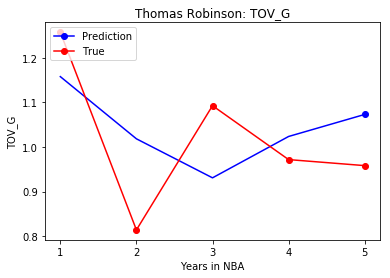 Thomas Robinson: TOV_G
Prediction
True
1.2
1.1
1.0
0.9
0.8
TOV_G
1 2 3 4 5
Years in NBA